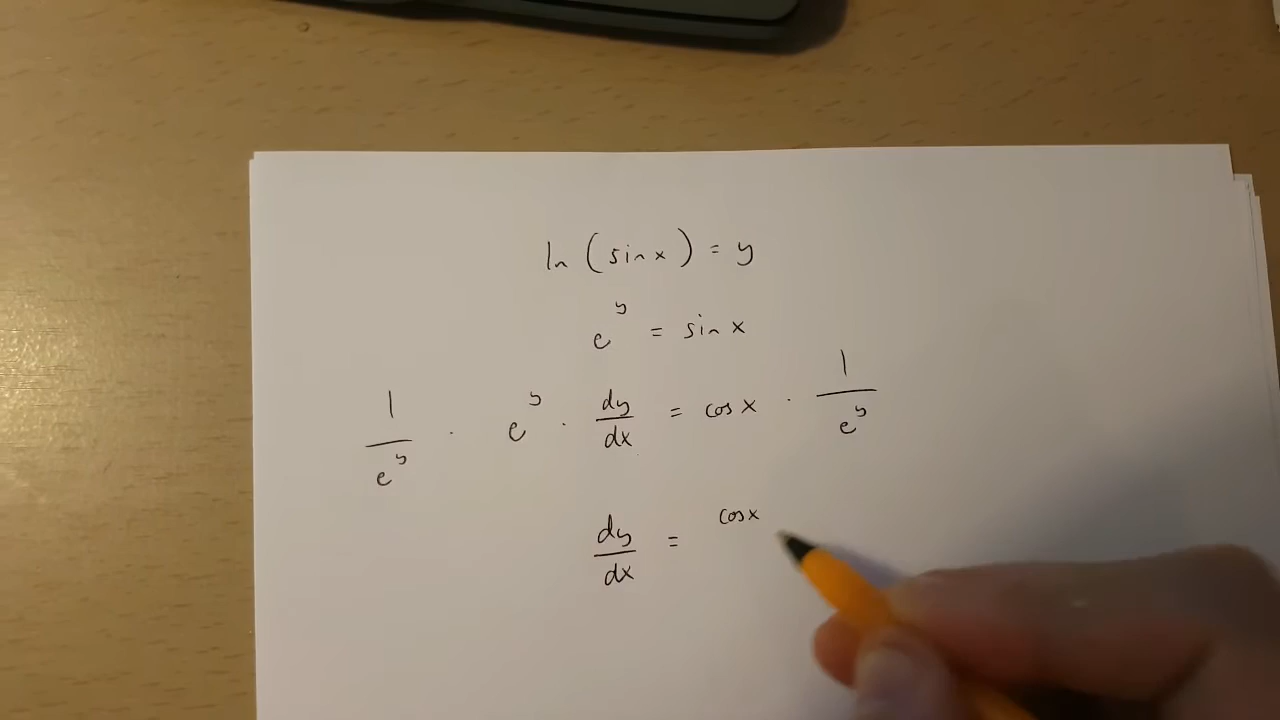 ln (sin x) = y
e^y = sin x
1/e^y · e^y · dy/dx = cos x · 1/e^y
dy/dx = cos x